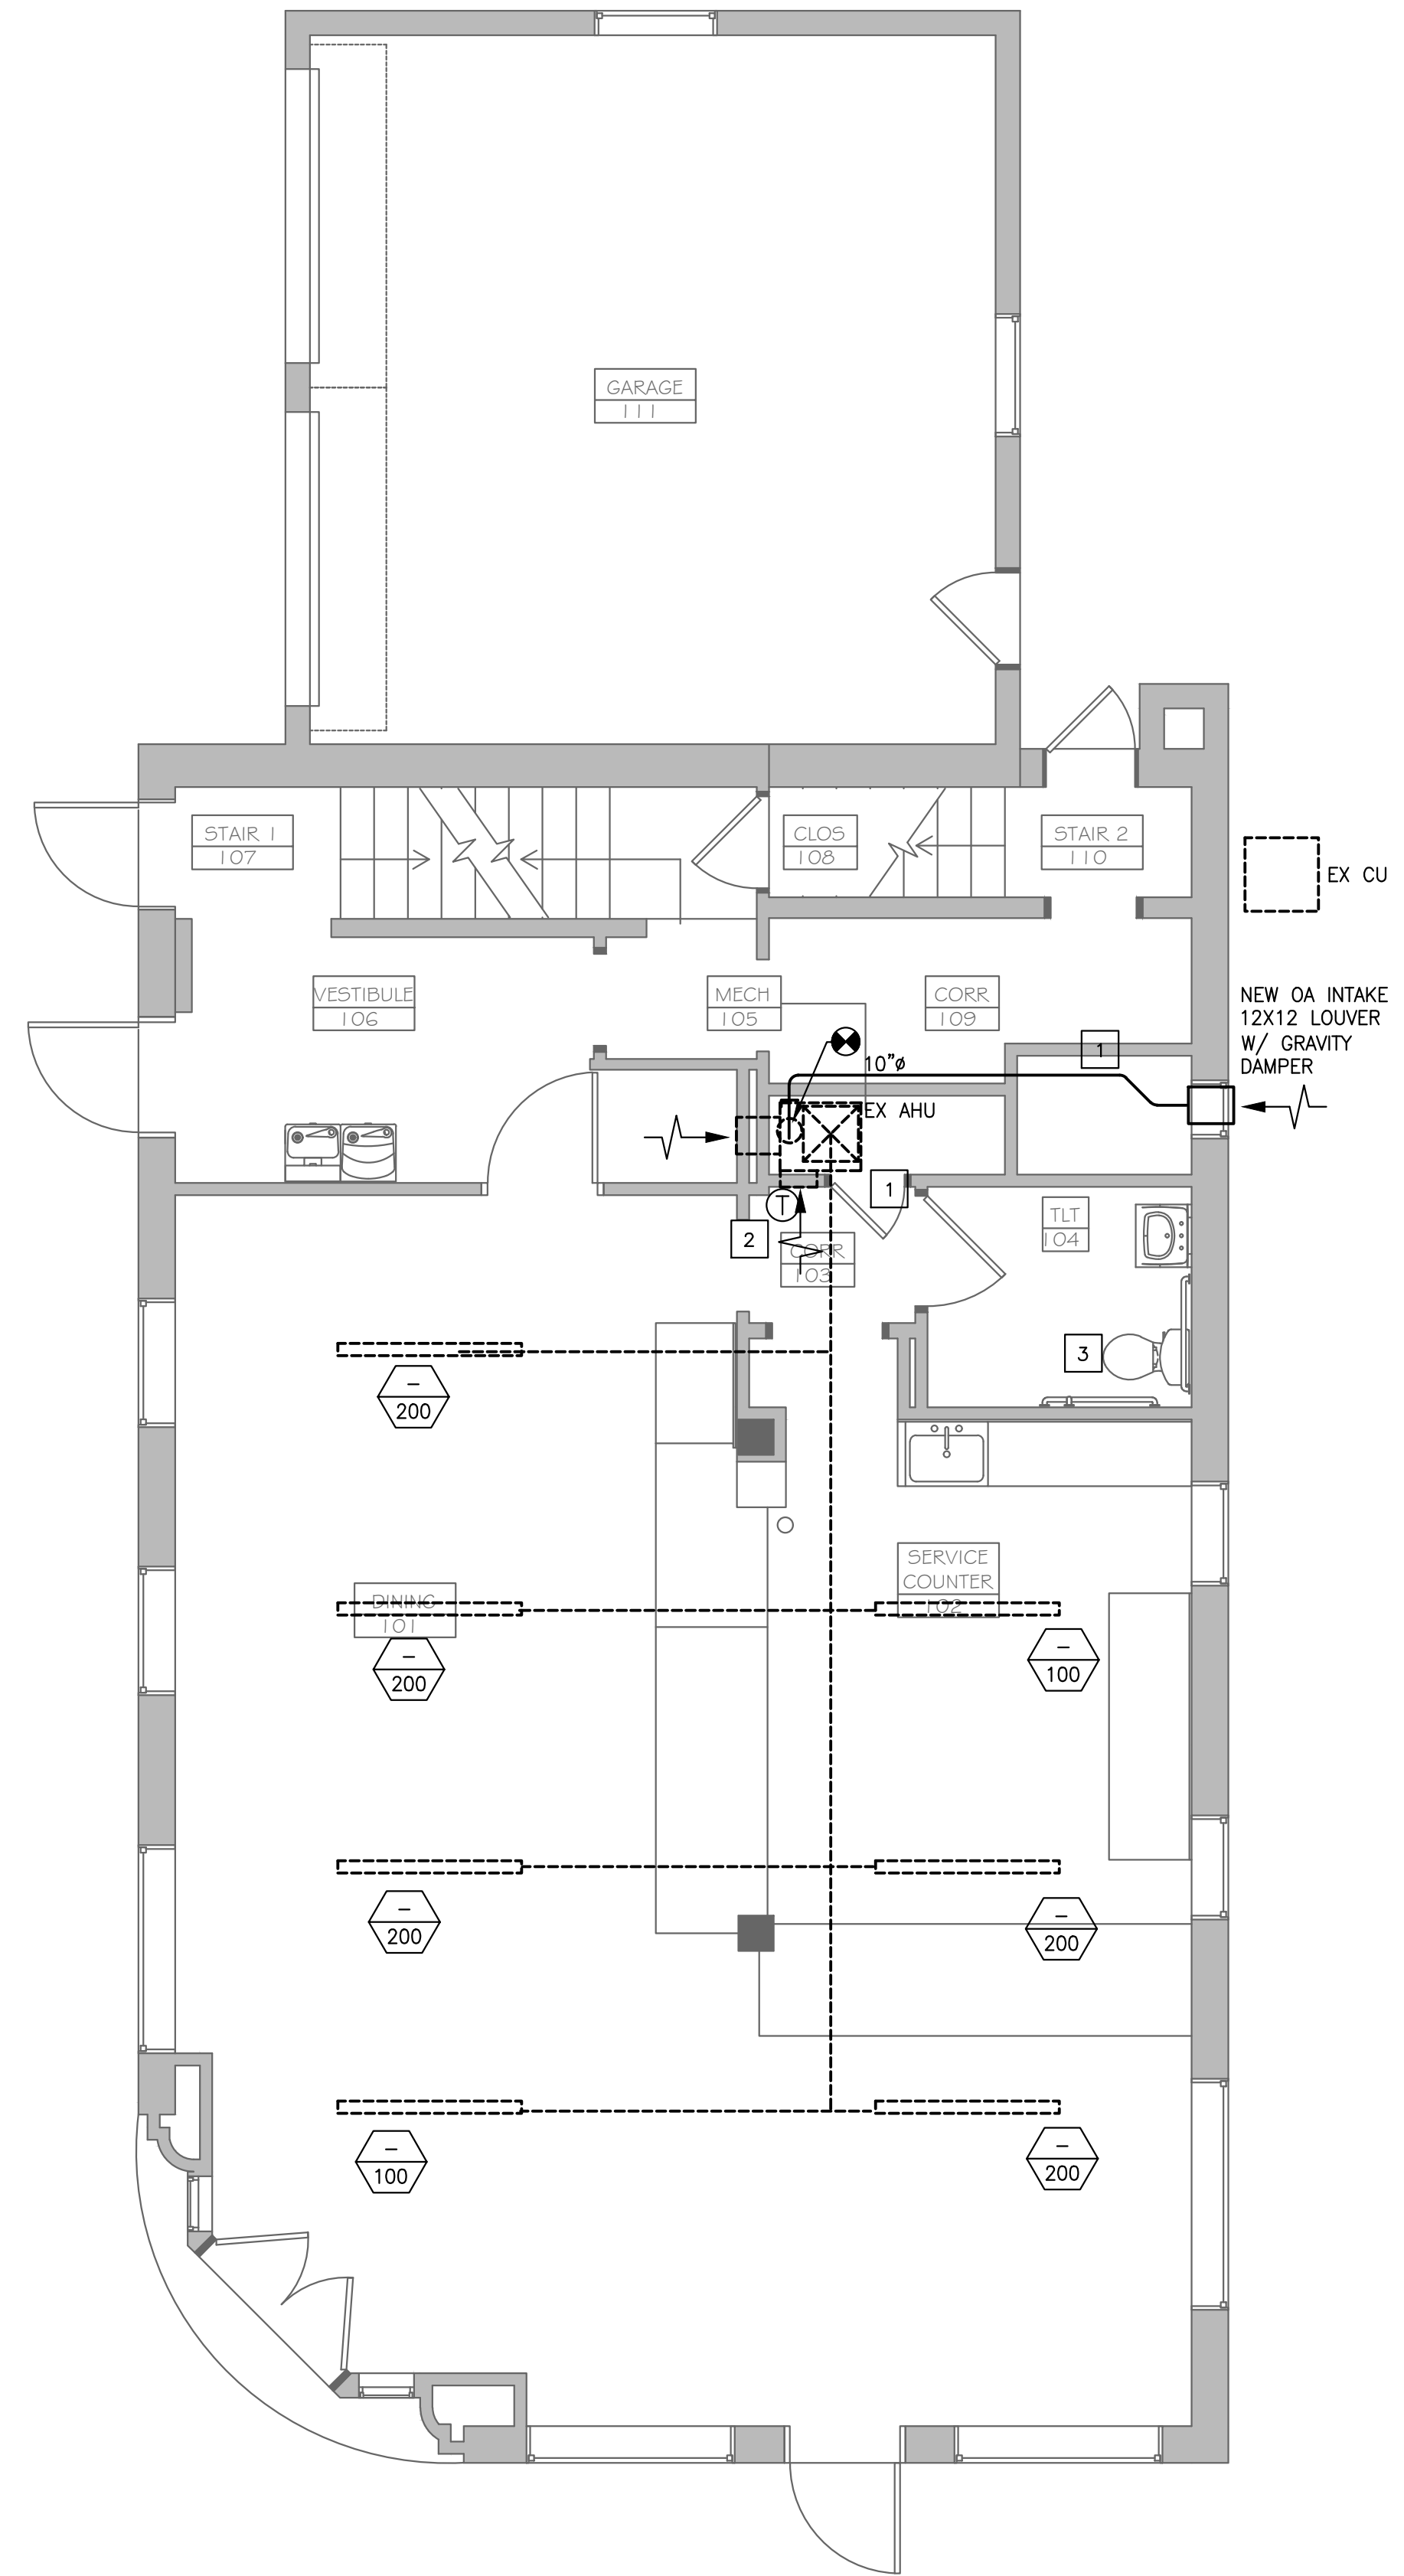 GARAGE
111
STAIR 1
107
CLOS
108
STAIR 2
110
EX CU
VESTIBULE
106
MECH
105
CORR
109
NEW OA INTAKE
12X12 LOUVER
W/ GRAVITY
DAMPER
1
10"ø
EX AHU
1
T
2
CORR
103
TLT
104
3
-
200
SERVICE
COUNTER
102
DINING
101
-
200
-
100
-
200
-
200
-
100
-
200